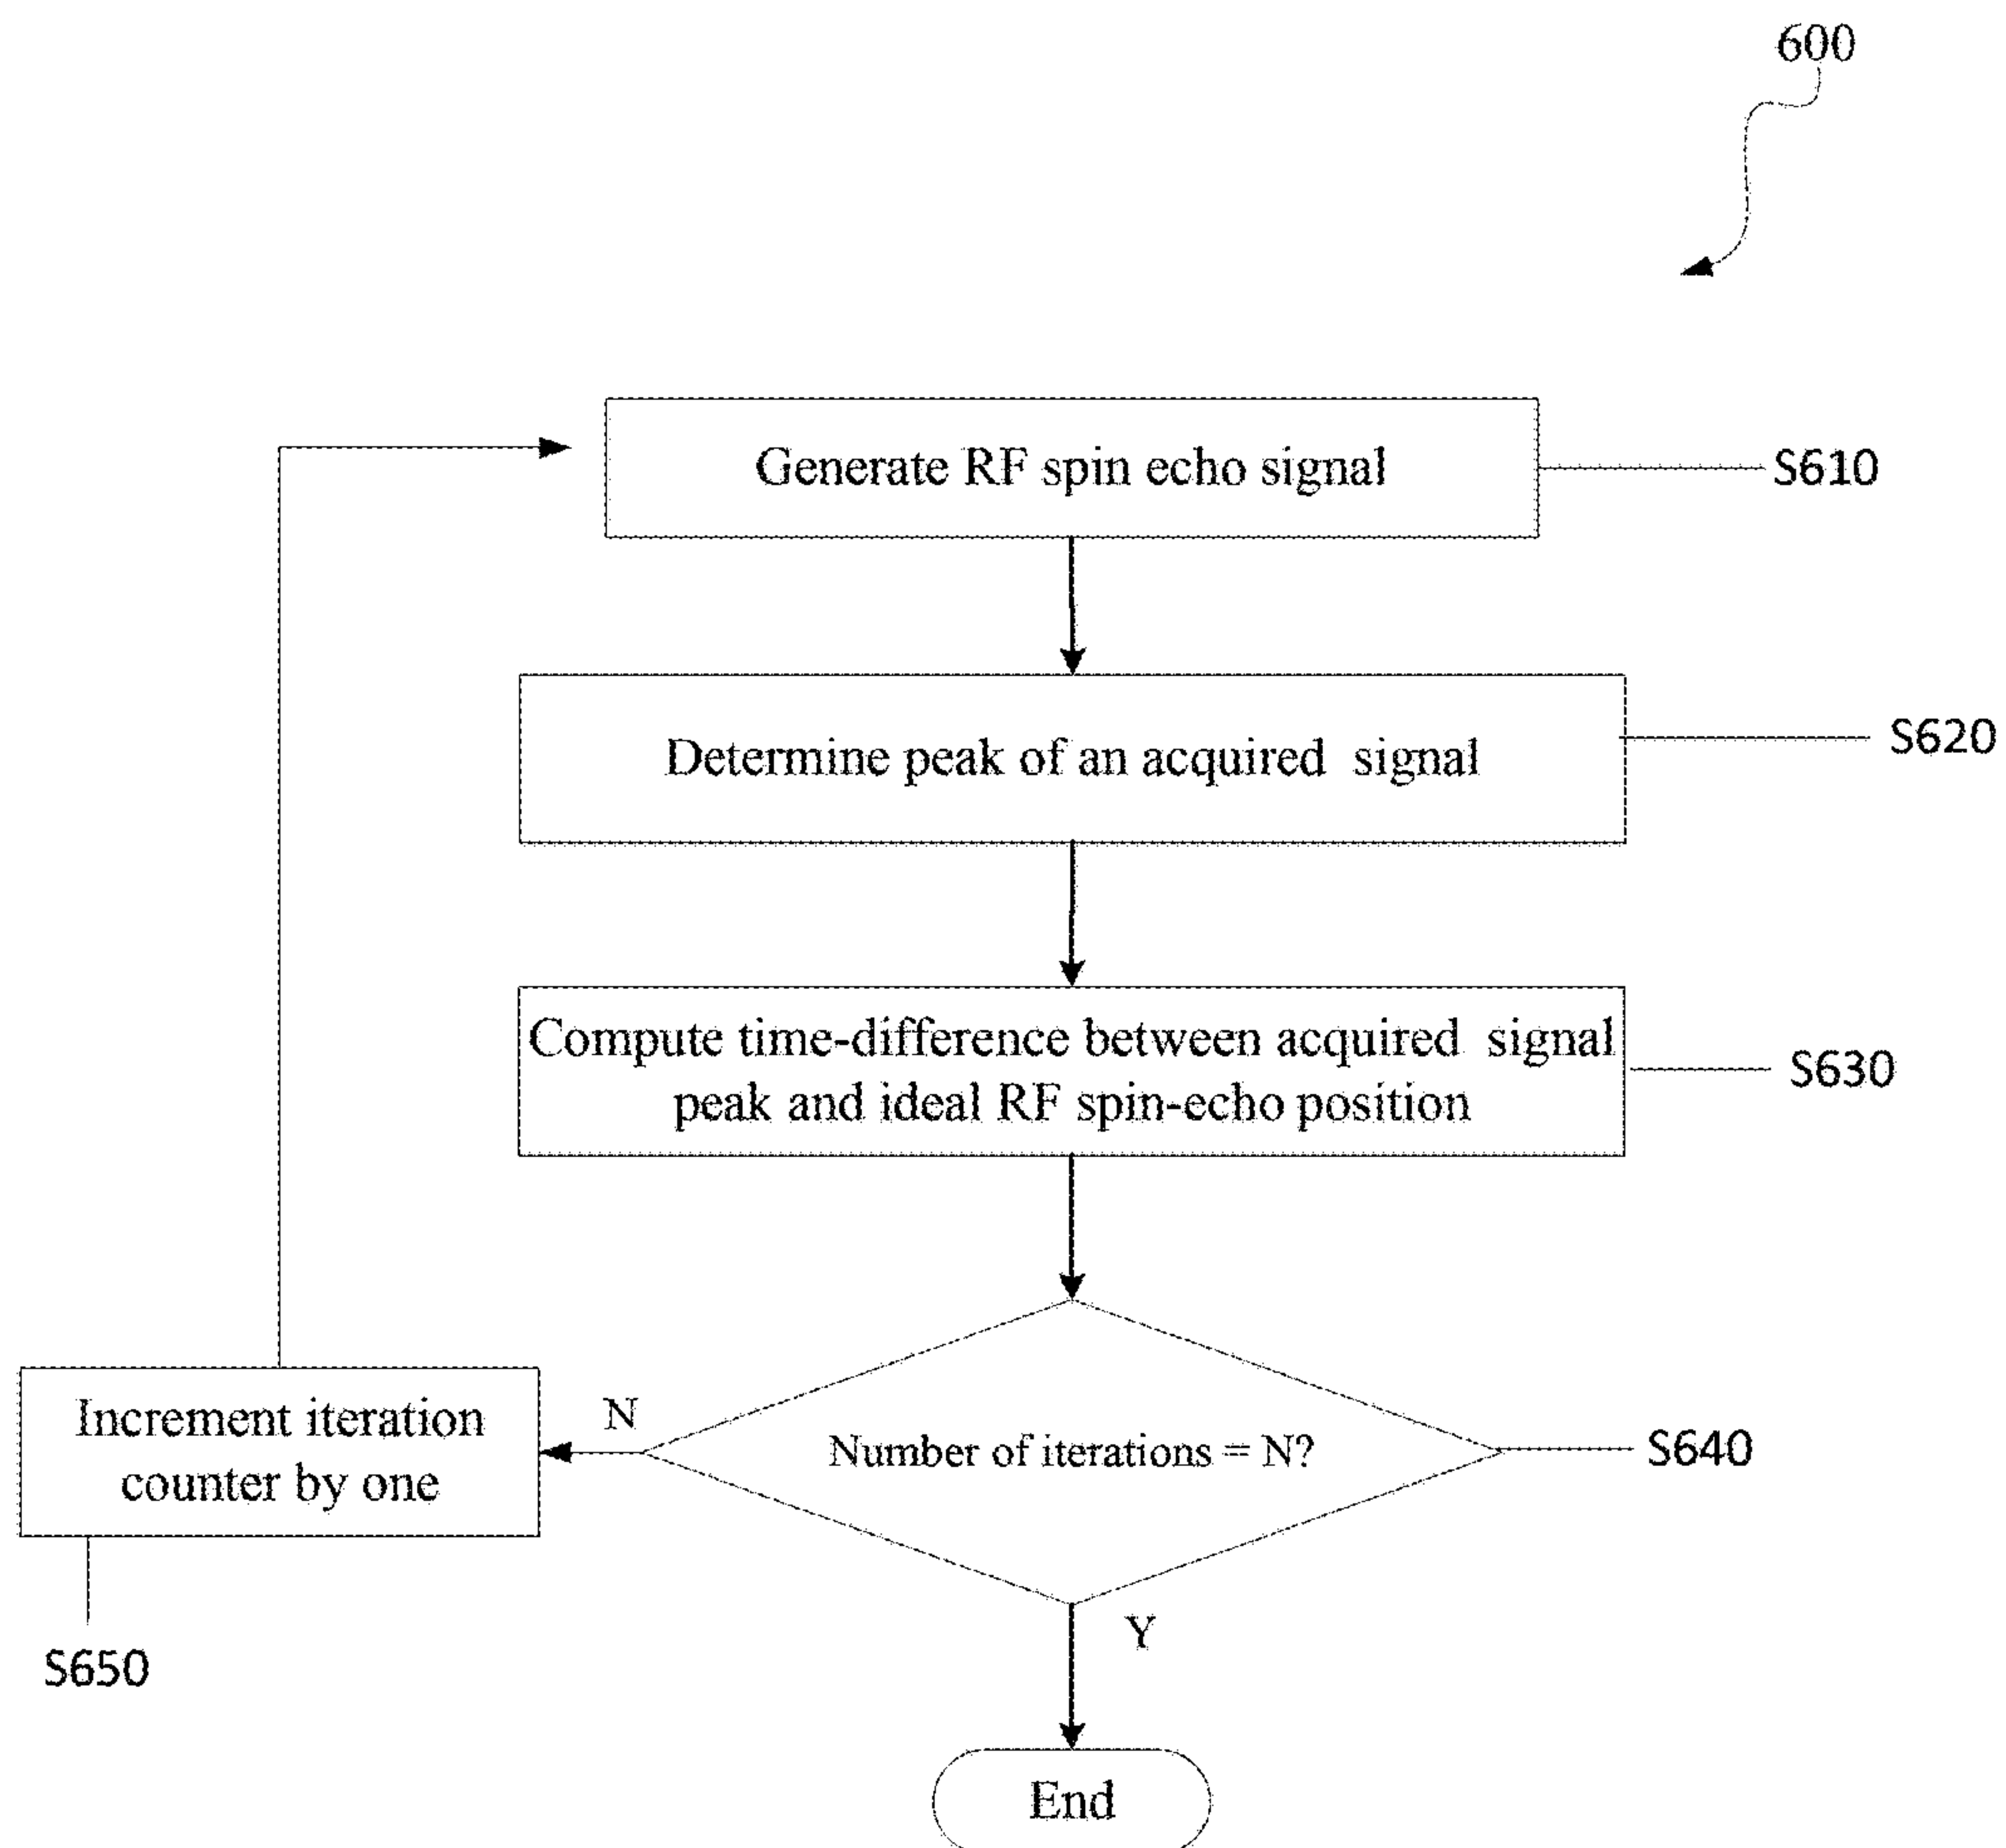 600
Generate RF spin echo signal
S610
Determine peak of an acquired signal
S620
Compute time-difference between acquired signal
peak and ideal RF spin-echo position
S630
Number of iterations = N?
S640
N
Increment iteration
counter by one
S650
Y
End